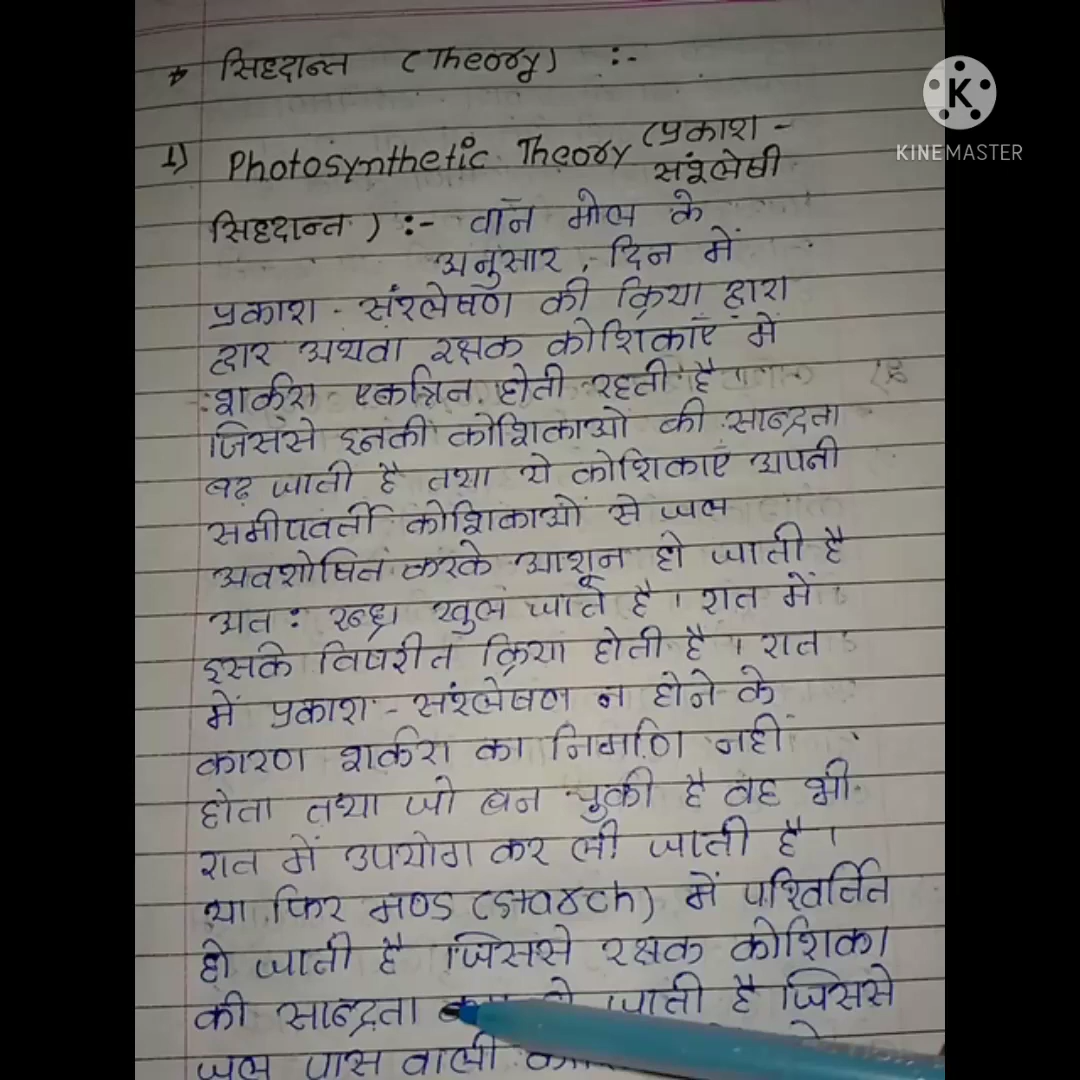 * सिद्दान्त (Theory) :-
K
KINEMASTER
1) Photosynthetic Theory (प्रकाश -
संश्लेषी
सिद्दान्त) :- वॉन मोल के
अनुसार, दिन में
प्रकाश - संश्लेषण की क्रिया द्वारा
द्वार अथवा रक्षक कोशिकाएँ में
शर्करा एकत्रित होती रहती है
जिससे इनकी कोशिकाओं की सान्द्रता
बढ़ जाती है तथा ये कोशिकाएँ अपनी
समीपवर्ती कोशिकाओं से जल
अवशोषित करके आशून हो जाती है
अत: रन्ध्र खुल जाते है । रात में
इसके विपरीत क्रिया होती है । रात
में प्रकाश - संश्लेषण न होने के
कारण शर्करा का निर्माण नहीं
होता तथा जो बन चुकी है वह भी
रात में उपयोग कर ली जाती है ।
या फिर मण्ड (Starch) में परिवर्तित
हो जाती है जिससे रक्षक कोशिका
की सान्द्रता जाती है जिससे
जल पास वाली